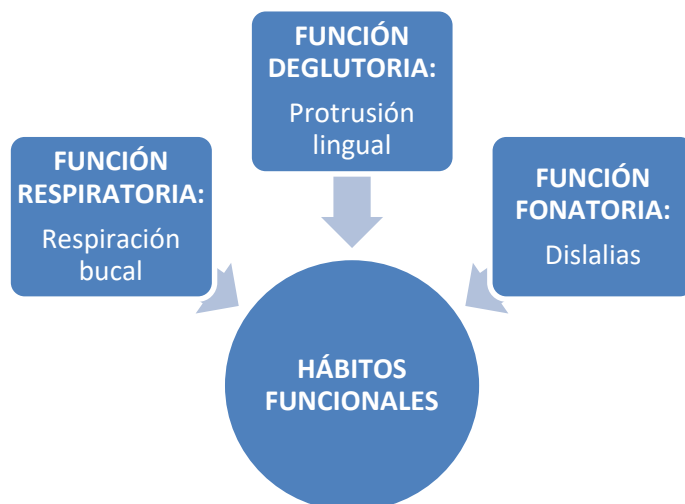 FUNCIÓN
DEGLUTORIA:
Protrusión
lingual
FUNCIÓN
RESPIRATORIA:
Respiración
bucal
FUNCIÓN
FONATORIA:
Dislalias
HÁBITOS
FUNCIONALES